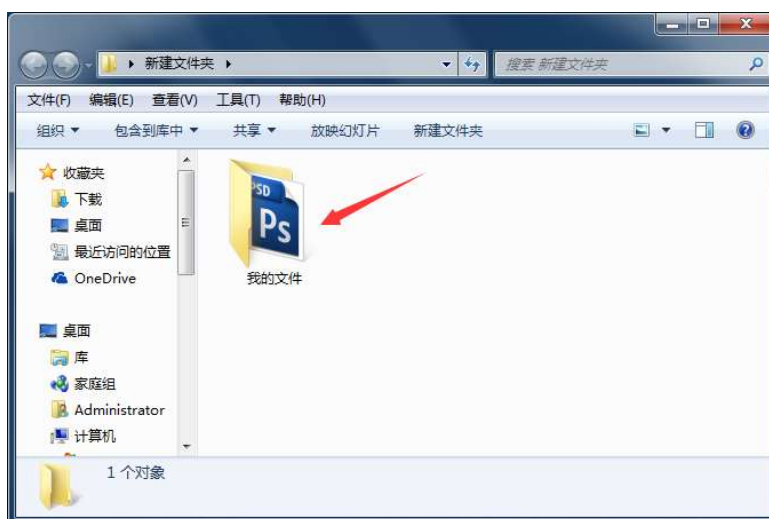 新建文件夹
搜索 新建文件夹
文件(F) 编辑(E) 查看(V) 工具(T) 帮助(H)
组织 包含到库中 共享 放映幻灯片 新建文件夹
收藏夹
下载
桌面
最近访问的位置
OneDrive
桌面
库
家庭组
Administrator
计算机
PSD
Ps
我的文件
1 个对象